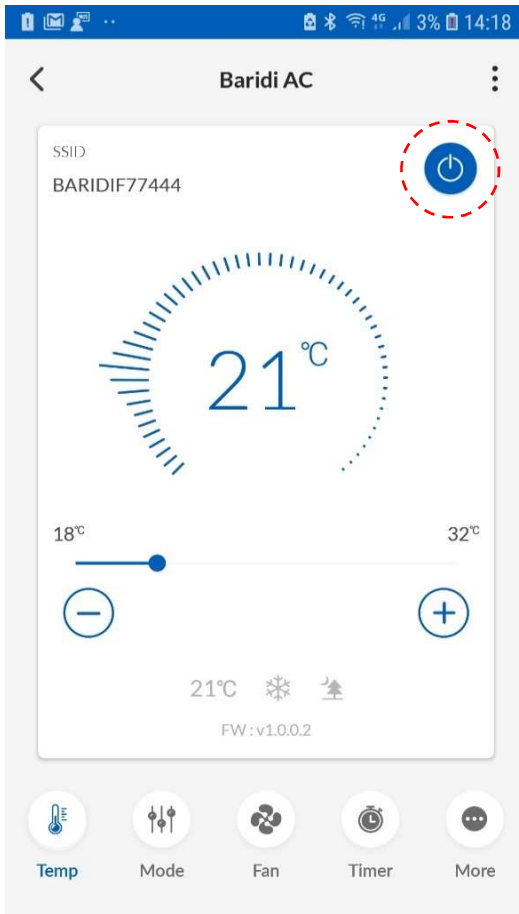 4G 3% 14:18
Baridi AC
SSID
BARIDIF77444
21℃
18℃ 32℃
21℃
FW : v1.0.0.2
Temp Mode Fan Timer More